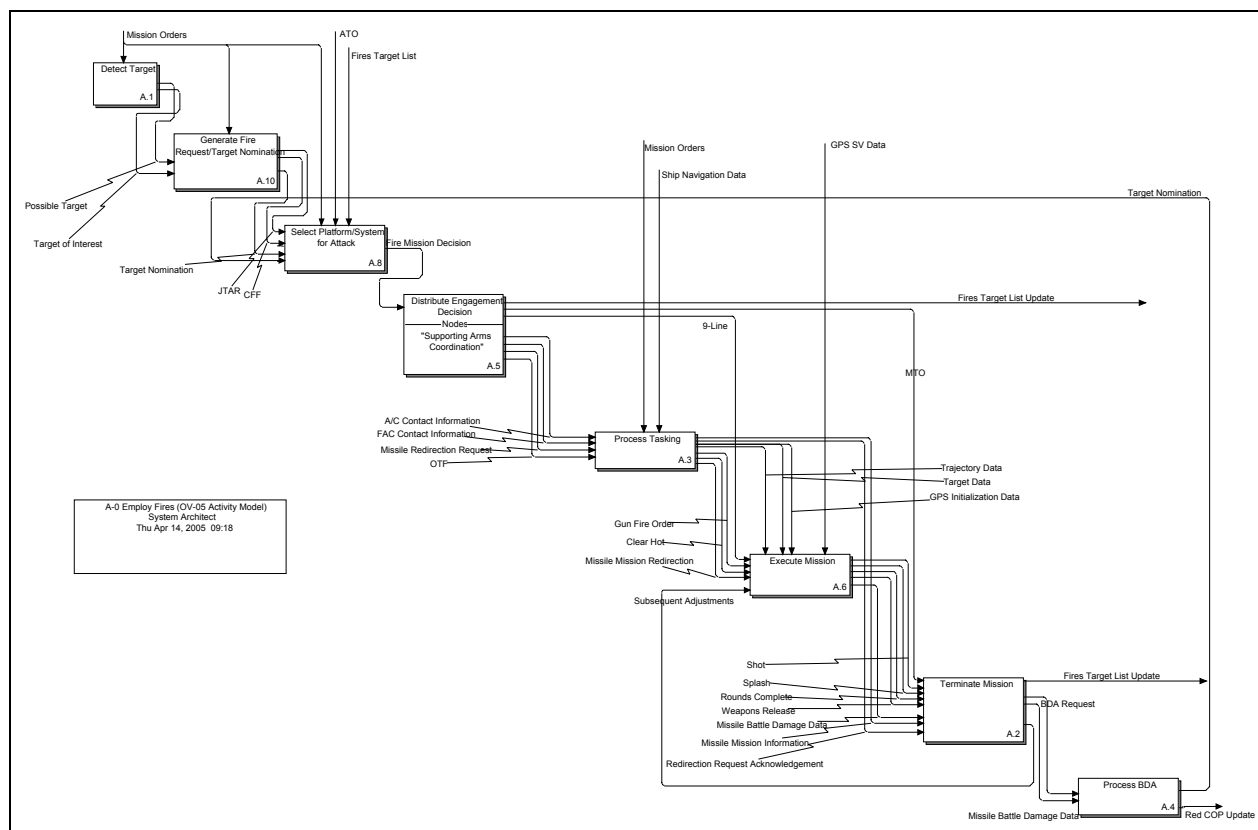 Mission Orders
ATO
Fires Target List
Detect Target
A.1
Generate Fire
Request/Target Nomination
A.10
Mission Orders
GPS SV Data
Ship Navigation Data
Target Nomination
Possible Target
Target of Interest
Select Platform/System
for Attack
A.8
Fire Mission Decision
Target Nomination
JTAR
CFF
Distribute Engagement
Decision
Nodes
"Supporting Arms
Coordination"
A.5
Fires Target List Update
9-Line
MTO
A/C Contact Information
FAC Contact Information
Missile Redirection Request
OTF
Process Tasking
A.3
Trajectory Data
Target Data
GPS Initialization Data
A-0 Employ Fires (OV-05 Activity Model)
System Architect
Thu Apr 14, 2005 09:18
Gun Fire Order
Clear Hot
Missile Mission Redirection
Execute Mission
A.6
Subsequent Adjustments
Shot
Splash
Rounds Complete
Weapons Release
Missile Battle Damage Data
Missile Mission Information
Redirection Request Acknowledgement
Terminate Mission
A.2
Fires Target List Update
BDA Request
Process BDA
A.4
Missile Battle Damage Data
Red COP Update